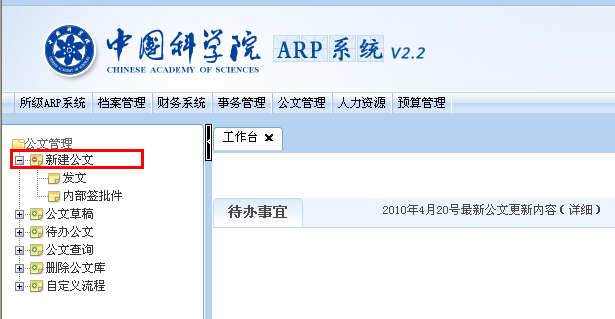 中国科学院 ARP系统 V2.2
CHINESE ACADEMY OF SCIENCES
所级ARP系统 档案管理 财务系统 事务管理 公文管理 人力资源 预算管理
公文管理
新建公文
发文
内部签批件
公文草稿
待办公文
公文查询
删除公文库
自定义流程
工作台
待办事宜
2010年4月20号最新公文更新内容(详细)